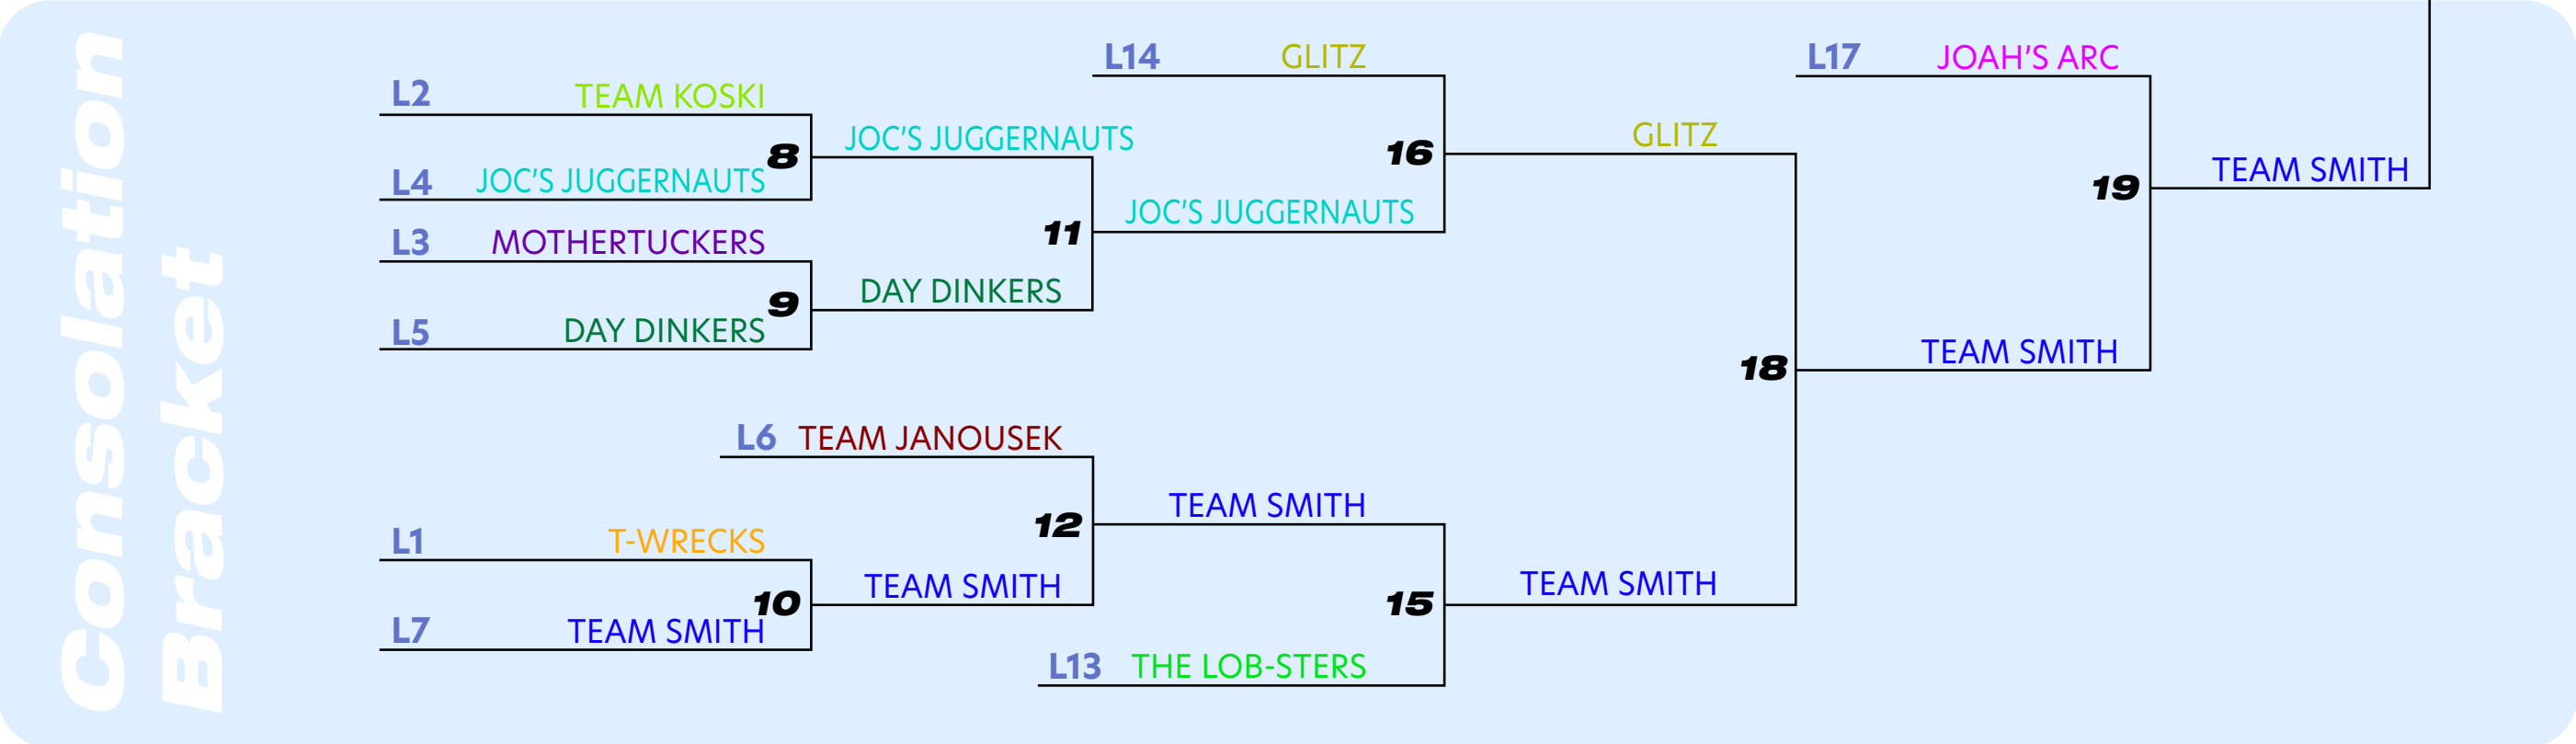 Consolation
Bracket
L2 TEAM KOSKI
8
L4 JOC'S JUGGERNAUTS
L3 MOTHERTUCKERS
9
L5 DAY DINKERS
L1 T-WRECKS
10
L7 TEAM SMITH
JOC'S JUGGERNAUTS
11
DAY DINKERS
L6 TEAM JANOUSEK
12
TEAM SMITH
L14 GLITZ
16
JOC'S JUGGERNAUTS
TEAM SMITH
15
L13 THE LOB-STERS
GLITZ
18
TEAM SMITH
L17 JOAH'S ARC
19
TEAM SMITH
TEAM SMITH